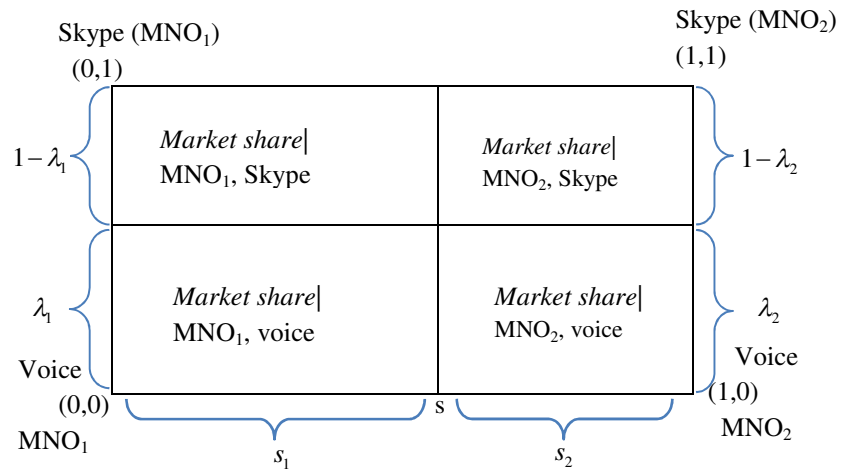 Skype (MNO₁)
(0,1)
Skype (MNO₂)
(1,1)
1 − λ₁
Market share|
MNO₁, Skype
Market share|
MNO₂, Skype
1 − λ₂
λ₁
Market share|
MNO₁, voice
Market share|
MNO₂, voice
λ₂
Voice
(0,0)
MNO₁
s
Voice
(1,0)
MNO₂
s₁
s₂